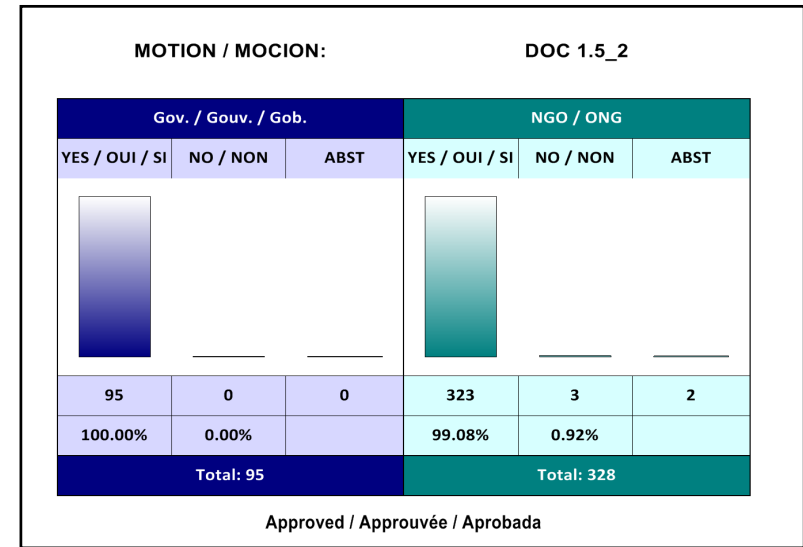 MOTION / MOCION: DOC 1.5_2
Gov. / Gouv. / Gob. NGO / ONG
YES / OUI / SI NO / NON ABST YES / OUI / SI NO / NON ABST
95 0 0 323 3 2
100.00% 0.00% 99.08% 0.92%
Total: 95 Total: 328
Approved / Approuvée / Aprobada